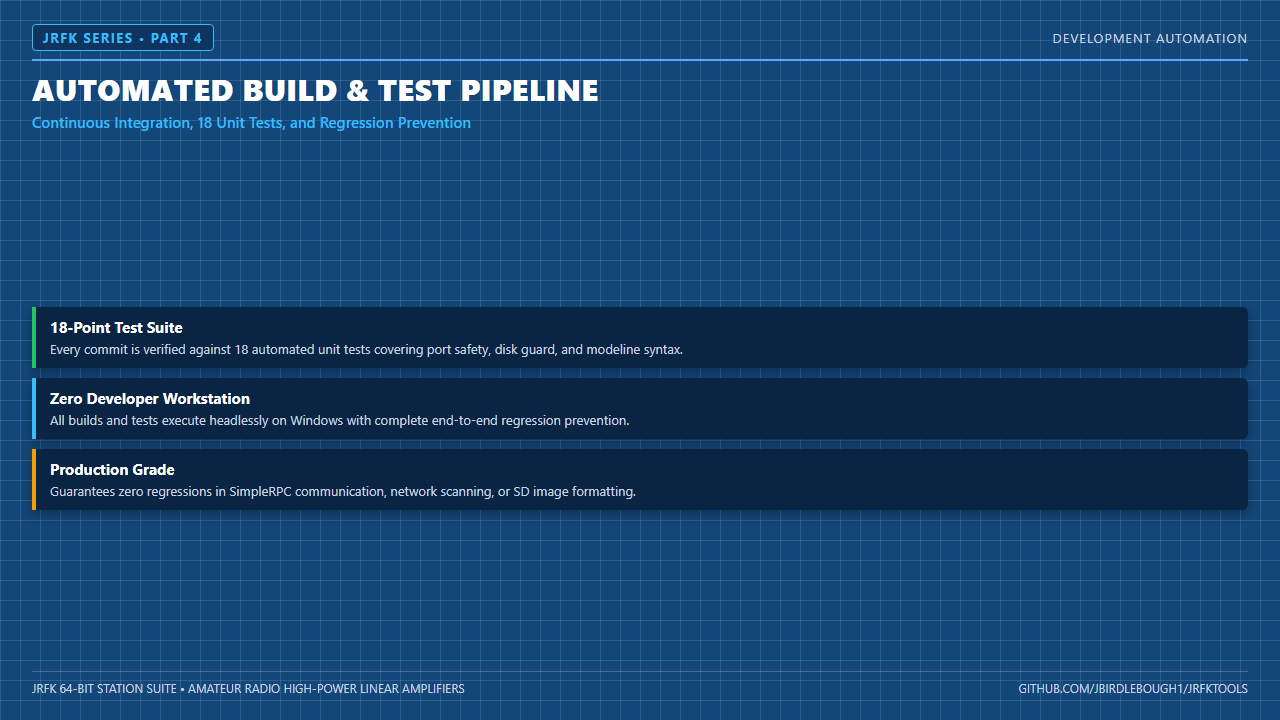 JRFK SERIES • PART 4
DEVELOPMENT AUTOMATION
AUTOMATED BUILD & TEST PIPELINE
Continuous Integration, 18 Unit Tests, and Regression Prevention
18-Point Test Suite
Every commit is verified against 18 automated unit tests covering port safety, disk guard, and modeline syntax.
Zero Developer Workstation
All builds and tests execute headlessly on Windows with complete end-to-end regression prevention.
Production Grade
Guarantees zero regressions in SimpleRPC communication, network scanning, or SD image formatting.
JRFK 64-BIT STATION SUITE • AMATEUR RADIO HIGH-POWER LINEAR AMPLIFIERS
GITHUB.COM/JBIRDLEBOUGH1/JRFKTOOLS